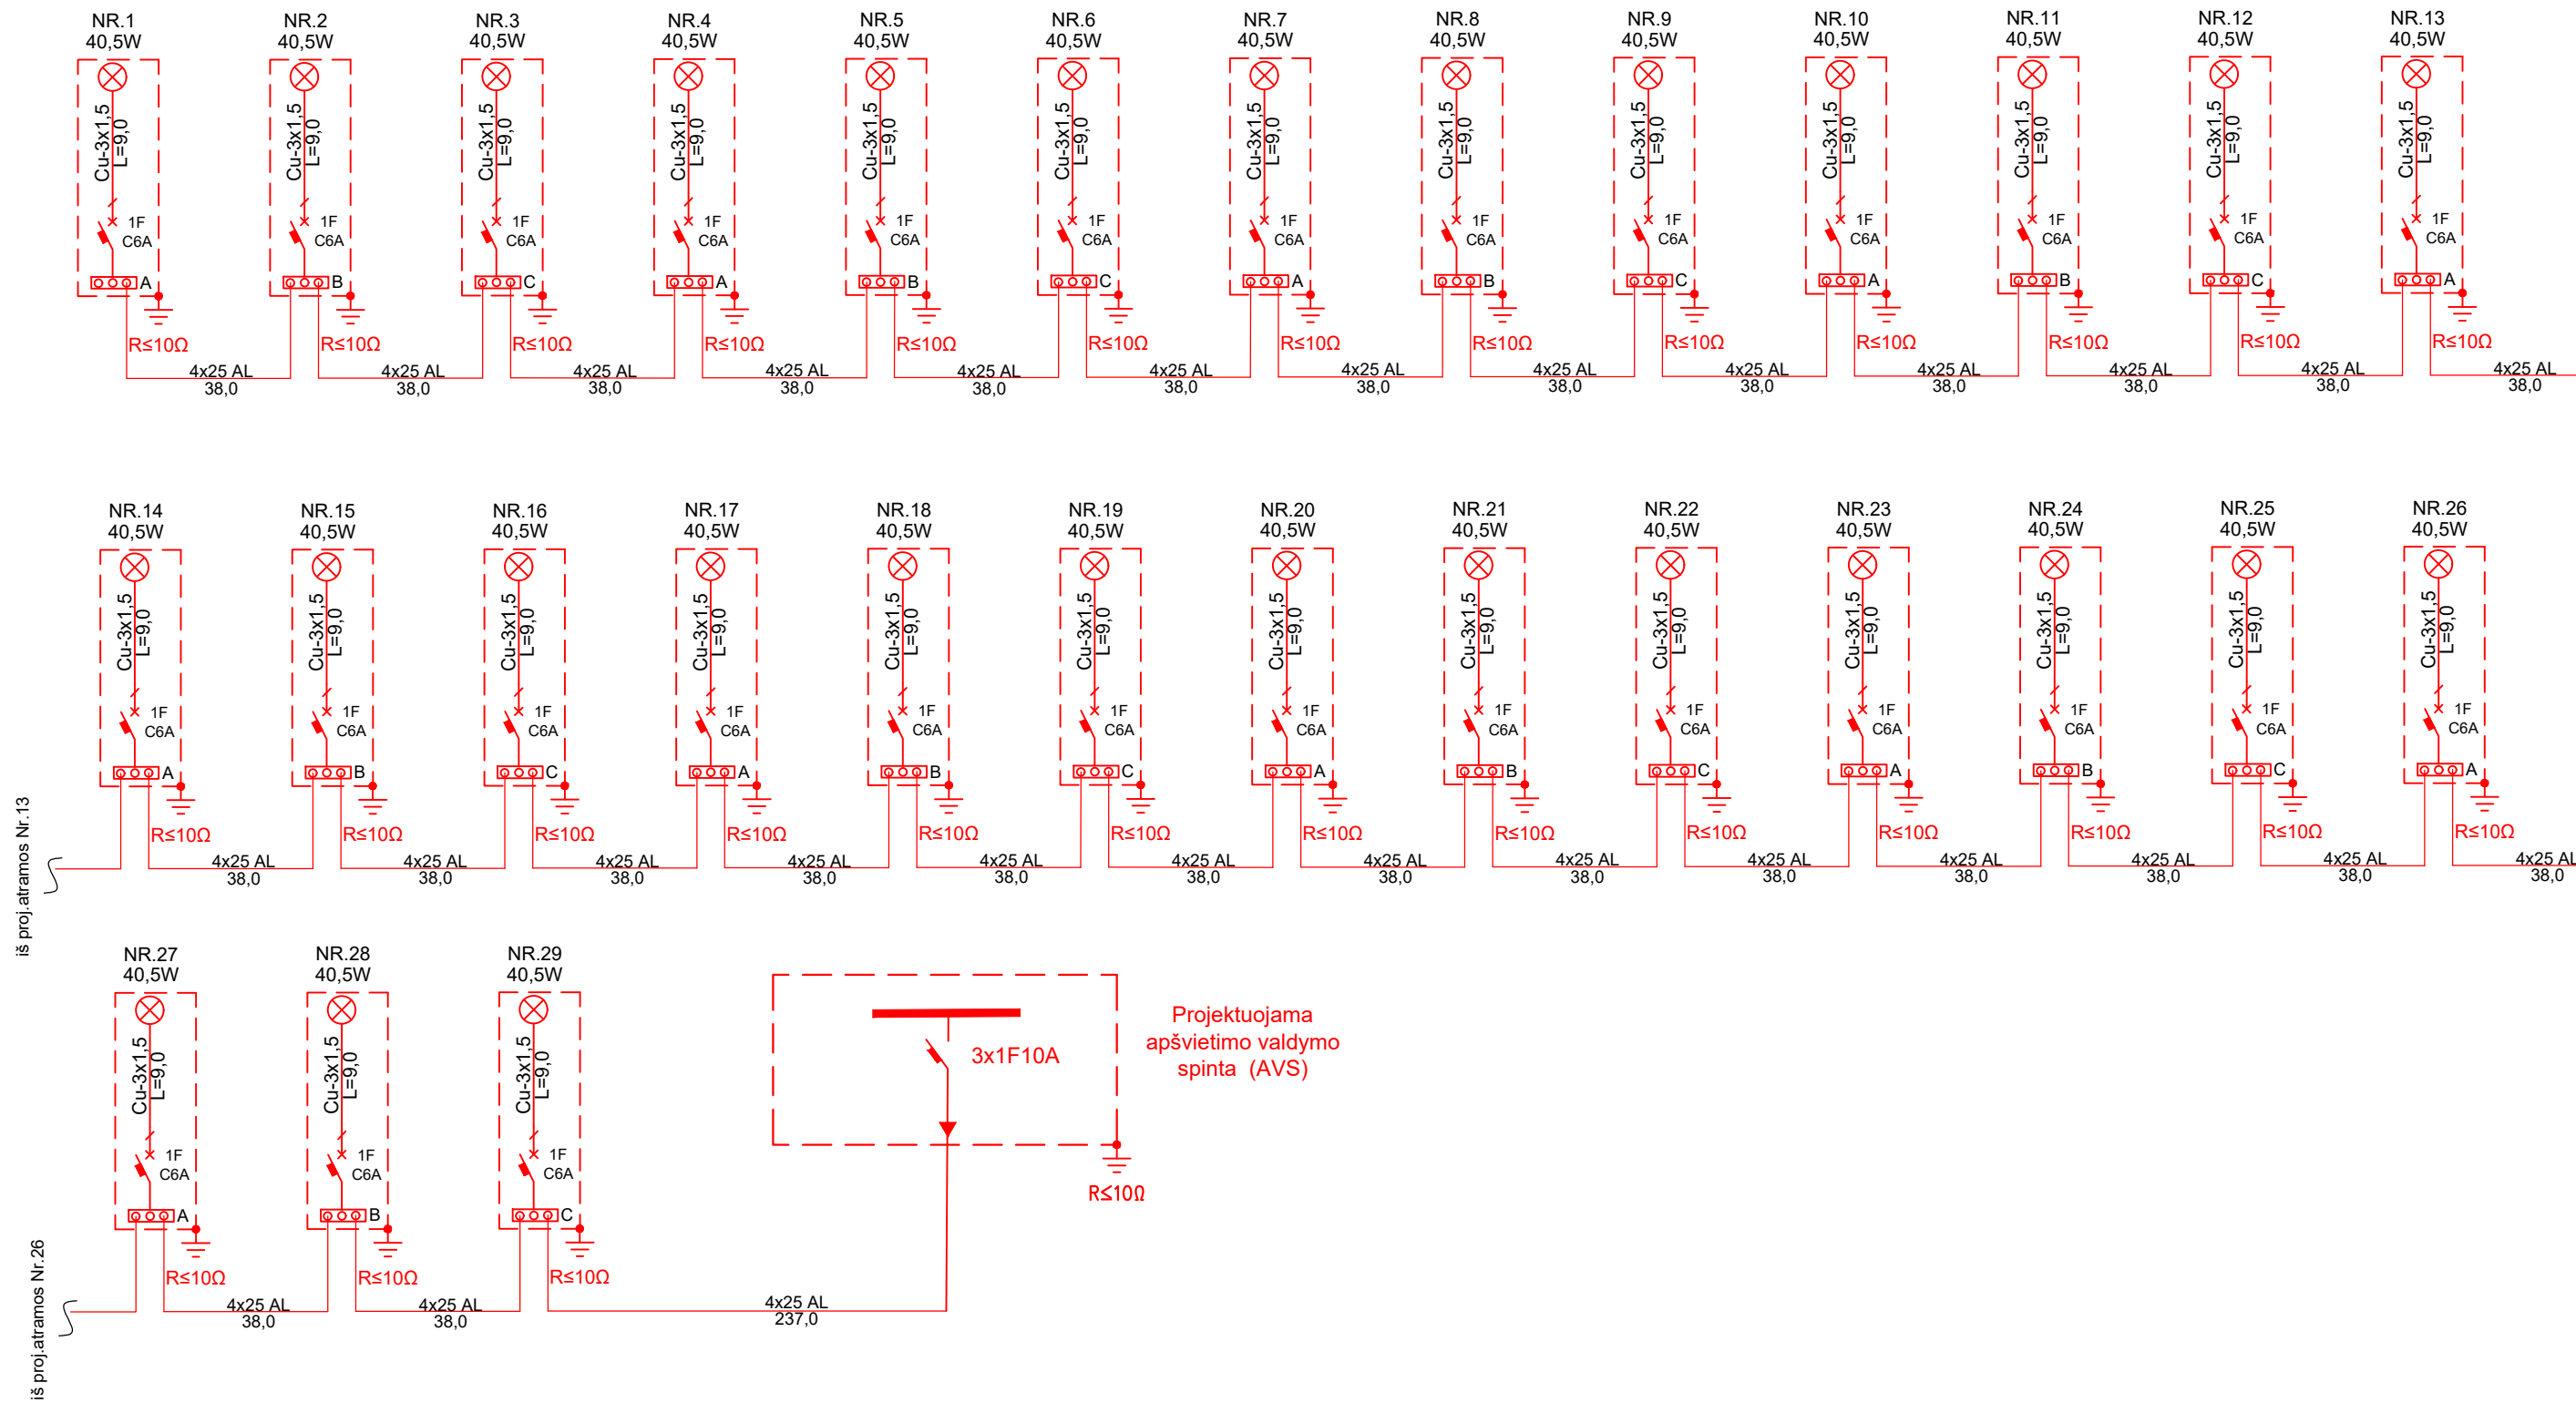 NR.1 NR.2 NR.3 NR.4 NR.5 NR.6 NR.7 NR.8 NR.9 NR.10 NR.11 NR.12 NR.13
40,5W 40,5W 40,5W 40,5W 40,5W 40,5W 40,5W 40,5W 40,5W 40,5W 40,5W 40,5W 40,5W
Cu-3x1,5 Cu-3x1,5 Cu-3x1,5 Cu-3x1,5 Cu-3x1,5 Cu-3x1,5 Cu-3x1,5 Cu-3x1,5 Cu-3x1,5 Cu-3x1,5 Cu-3x1,5 Cu-3x1,5 Cu-3x1,5
L=9,0 L=9,0 L=9,0 L=9,0 L=9,0 L=9,0 L=9,0 L=9,0 L=9,0 L=9,0 L=9,0 L=9,0 L=9,0
1F 1F 1F 1F 1F 1F 1F 1F 1F 1F 1F 1F 1F
C6A C6A C6A C6A C6A C6A C6A C6A C6A C6A C6A C6A C6A
A B C A B C A B C A B C A
R≤10Ω R≤10Ω R≤10Ω R≤10Ω R≤10Ω R≤10Ω R≤10Ω R≤10Ω R≤10Ω R≤10Ω R≤10Ω R≤10Ω R≤10Ω
4x25 AL 4x25 AL 4x25 AL 4x25 AL 4x25 AL 4x25 AL 4x25 AL 4x25 AL 4x25 AL 4x25 AL 4x25 AL 4x25 AL 4x25 AL
38,0 38,0 38,0 38,0 38,0 38,0 38,0 38,0 38,0 38,0 38,0 38,0 38,0
NR.14 NR.15 NR.16 NR.17 NR.18 NR.19 NR.20 NR.21 NR.22 NR.23 NR.24 NR.25 NR.26
40,5W 40,5W 40,5W 40,5W 40,5W 40,5W 40,5W 40,5W 40,5W 40,5W 40,5W 40,5W 40,5W
Cu-3x1,5 Cu-3x1,5 Cu-3x1,5 Cu-3x1,5 Cu-3x1,5 Cu-3x1,5 Cu-3x1,5 Cu-3x1,5 Cu-3x1,5 Cu-3x1,5 Cu-3x1,5 Cu-3x1,5 Cu-3x1,5
L=9,0 L=9,0 L=9,0 L=9,0 L=9,0 L=9,0 L=9,0 L=9,0 L=9,0 L=9,0 L=9,0 L=9,0 L=9,0
1F 1F 1F 1F 1F 1F 1F 1F 1F 1F 1F 1F 1F
C6A C6A C6A C6A C6A C6A C6A C6A C6A C6A C6A C6A C6A
A B C A B C A B C A B C A
iš proj.atramos Nr.13
R≤10Ω R≤10Ω R≤10Ω R≤10Ω R≤10Ω R≤10Ω R≤10Ω R≤10Ω R≤10Ω R≤10Ω R≤10Ω R≤10Ω R≤10Ω
4x25 AL 4x25 AL 4x25 AL 4x25 AL 4x25 AL 4x25 AL 4x25 AL 4x25 AL 4x25 AL 4x25 AL 4x25 AL 4x25 AL 4x25 AL
38,0 38,0 38,0 38,0 38,0 38,0 38,0 38,0 38,0 38,0 38,0 38,0 38,0
NR.27 NR.28 NR.29
40,5W 40,5W 40,5W
Cu-3x1,5 Cu-3x1,5 Cu-3x1,5
L=9,0 L=9,0 L=9,0
1F 1F 1F
C6A C6A C6A
A B C
iš proj.atramos Nr.26
R≤10Ω R≤10Ω R≤10Ω
4x25 AL 4x25 AL 4x25 AL
38,0 38,0 237,0
3x1F10A
Projektuojama
apšvietimo valdymo
spinta (AVS)
R≤10Ω